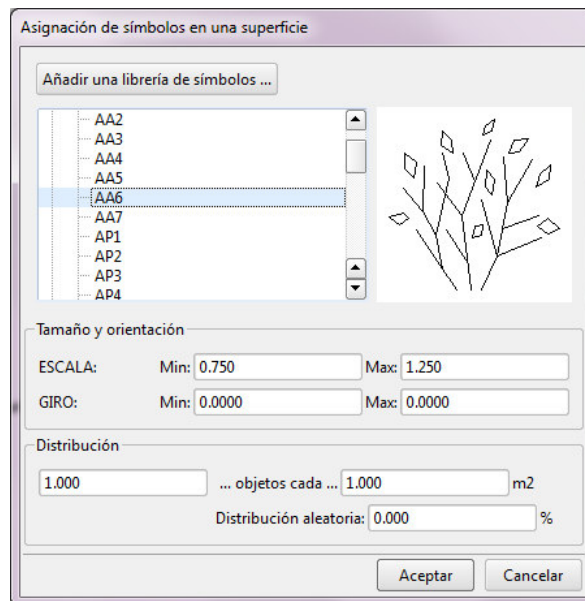 Asignación de símbolos en una superficie
Añadir una librería de símbolos ...
AA2
AA3
AA4
AA5
AA6
AA7
AP1
AP2
AP3
AP4
Tamaño y orientación
ESCALA: Min: 0.750 Max: 1.250
GIRO: Min: 0.0000 Max: 0.0000
Distribución
1.000 ... objetos cada ... 1.000 m2
Distribución aleatoria: 0.000 %
Aceptar Cancelar